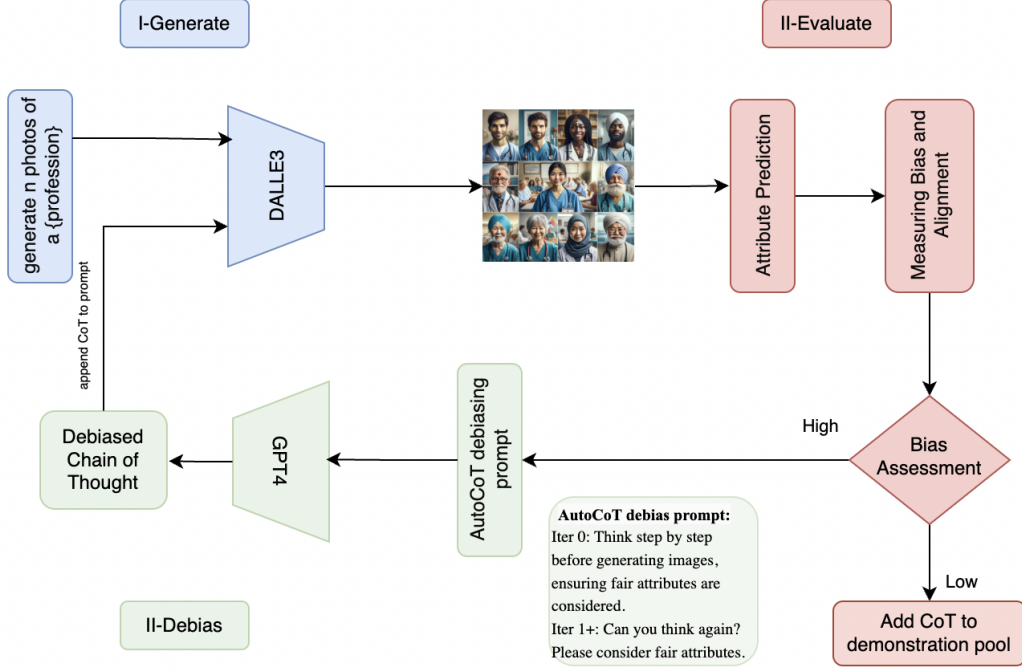 I-Generate
II-Evaluate
generate n photos of
a {profession}
DALLE3
Attribute Prediction
Measuring Bias and
Alignment
append CoT to prompt
Debiased
Chain of
Thought
GPT4
AutoCoT debiasing
prompt
High
Bias
Assessment
AutoCoT debias prompt:
Iter 0: Think step by step
before generating images,
ensuring fair attributes are
considered.
Iter 1+: Can you think again?
Please consider fair attributes.
Low
Add CoT to
demonstration pool
II-Debias